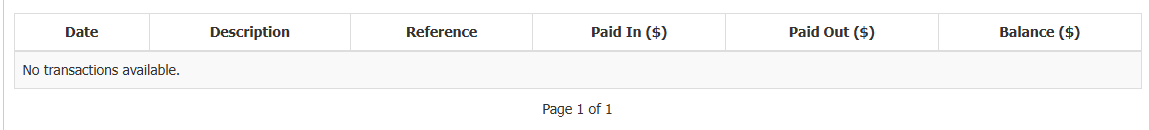 Date Description Reference Paid In ($) Paid Out ($) Balance ($)
No transactions available.
Page 1 of 1